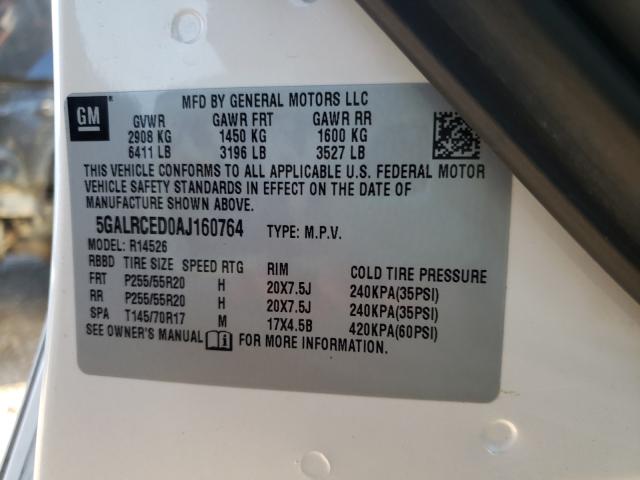 GM ®
MFD BY GENERAL MOTORS LLC
GVWR GAWR FRT GAWR RR
2908 KG 1450 KG 1600 KG
6411 LB 3196 LB 3527 LB
THIS VEHICLE CONFORMS TO ALL APPLICABLE U.S. FEDERAL MOTOR
VEHICLE SAFETY STANDARDS IN EFFECT ON THE DATE OF
MANUFACTURE SHOWN ABOVE.
5GALRCED0AJ160764 TYPE: M.P.V.
MODEL: R14526
RBBD TIRE SIZE SPEED RTG RIM COLD TIRE PRESSURE
FRT P255/55R20 H 20X7.5J 240KPA(35PSI)
RR P255/55R20 H 20X7.5J 240KPA(35PSI)
SPA T145/70R17 M 17X4.5B 420KPA(60PSI)
SEE OWNER'S MANUAL FOR MORE INFORMATION.